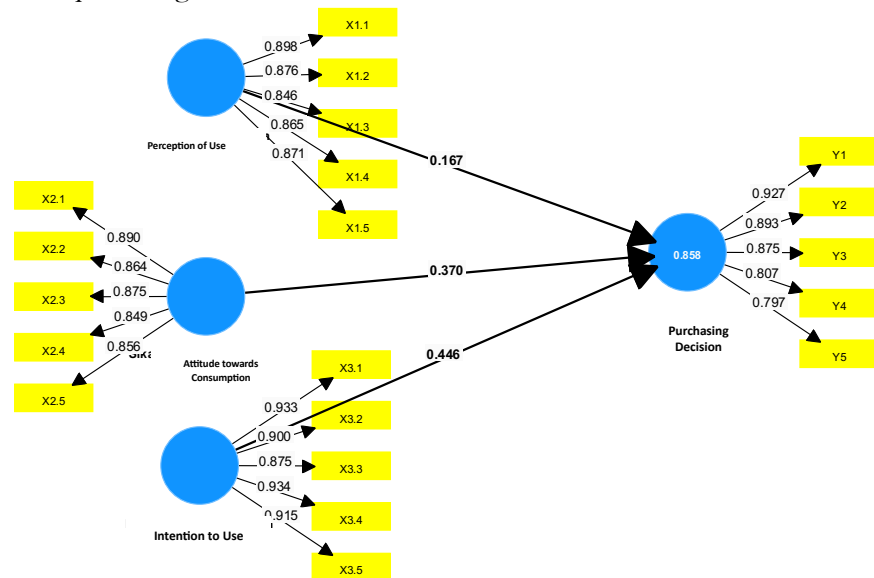 X1.1
0.898
X1.2
0.876
0.846
X1.3
0.865
Perception of Use
0.871
X1.4
0.167
X1.5
Y1
0.927
Y2
0.893
0.858
0.875
Y3
0.807
Y4
0.797
Y5
Purchasing
Decision
X2.1
0.890
X2.2
0.864
X2.3
0.875
0.849
X2.4
0.856
X2.5
0.370
Attitude towards
Consumption
0.446
X3.1
0.933
X3.2
0.900
0.875
X3.3
0.934
X3.4
0.915
X3.5
Intention to Use